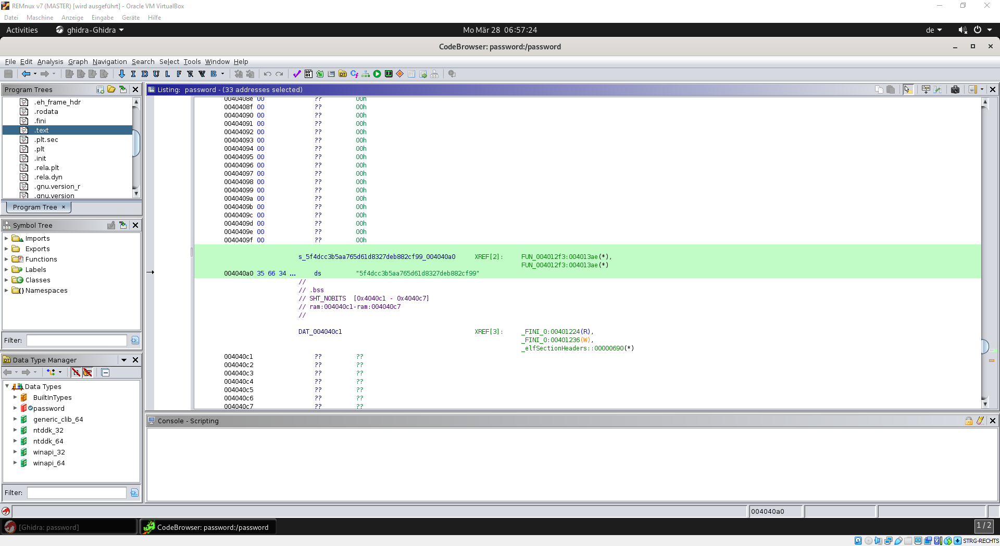 REMnux v7 (MASTER) [wird ausgeführt] - Oracle VM VirtualBox
Datei Maschine Anzeige Eingabe Geräte Hilfe
Activities ghidra-Ghidra Mo Mär 28 06:57:24 de
CodeBrowser: password:/password
File Edit Analysis Graph Navigation Search Select Tools Window Help
I D U L F R V B
Program Trees
.eh_frame_hdr
.rodata
.fini
.text
.plt.sec
.plt
.init
.rela.plt
.rela.dyn
.gnu.version_r
.gnu.version
Program Tree ×
Symbol Tree
Imports
Exports
Functions
Labels
Classes
Namespaces
Filter:
Data Type Manager
Data Types
BuiltInTypes
password
generic_clib_64
ntddk_32
ntddk_64
winapi_32
winapi_64
Filter:
Listing: password - (33 addresses selected)
0040408e 00 ?? 00h
0040408f 00 ?? 00h
00404090 00 ?? 00h
00404091 00 ?? 00h
00404092 00 ?? 00h
00404093 00 ?? 00h
00404094 00 ?? 00h
00404095 00 ?? 00h
00404096 00 ?? 00h
00404097 00 ?? 00h
00404098 00 ?? 00h
00404099 00 ?? 00h
0040409a 00 ?? 00h
0040409b 00 ?? 00h
0040409c 00 ?? 00h
0040409d 00 ?? 00h
0040409e 00 ?? 00h
0040409f 00 ?? 00h
s_5f4dcc3b5aa765d61d8327deb882cf99_004040a0 XREF[2]: FUN_004012f3:004013ae(*),
FUN_004012f3:004013ae(*)
004040a0 35 66 34 ... ds "5f4dcc3b5aa765d61d8327deb882cf99"
//
// .bss
// SHT_NOBITS [0x4040c1 - 0x4040c7]
// ram:004040c1-ram:004040c7
//
DAT_004040c1 XREF[3]: _FINI_0:00401224(R),
_FINI_0:00401236(W),
_elfSectionHeaders::00000690(*)
004040c1 ?? ??
004040c2 ?? ??
004040c3 ?? ??
004040c4 ?? ??
004040c5 ?? ??
004040c6 ?? ??
004040c7 ?? ??
Console - Scripting
004040a0
[Ghidra: password] CodeBrowser: password:/password 1 / 2
STRG-RECHTS